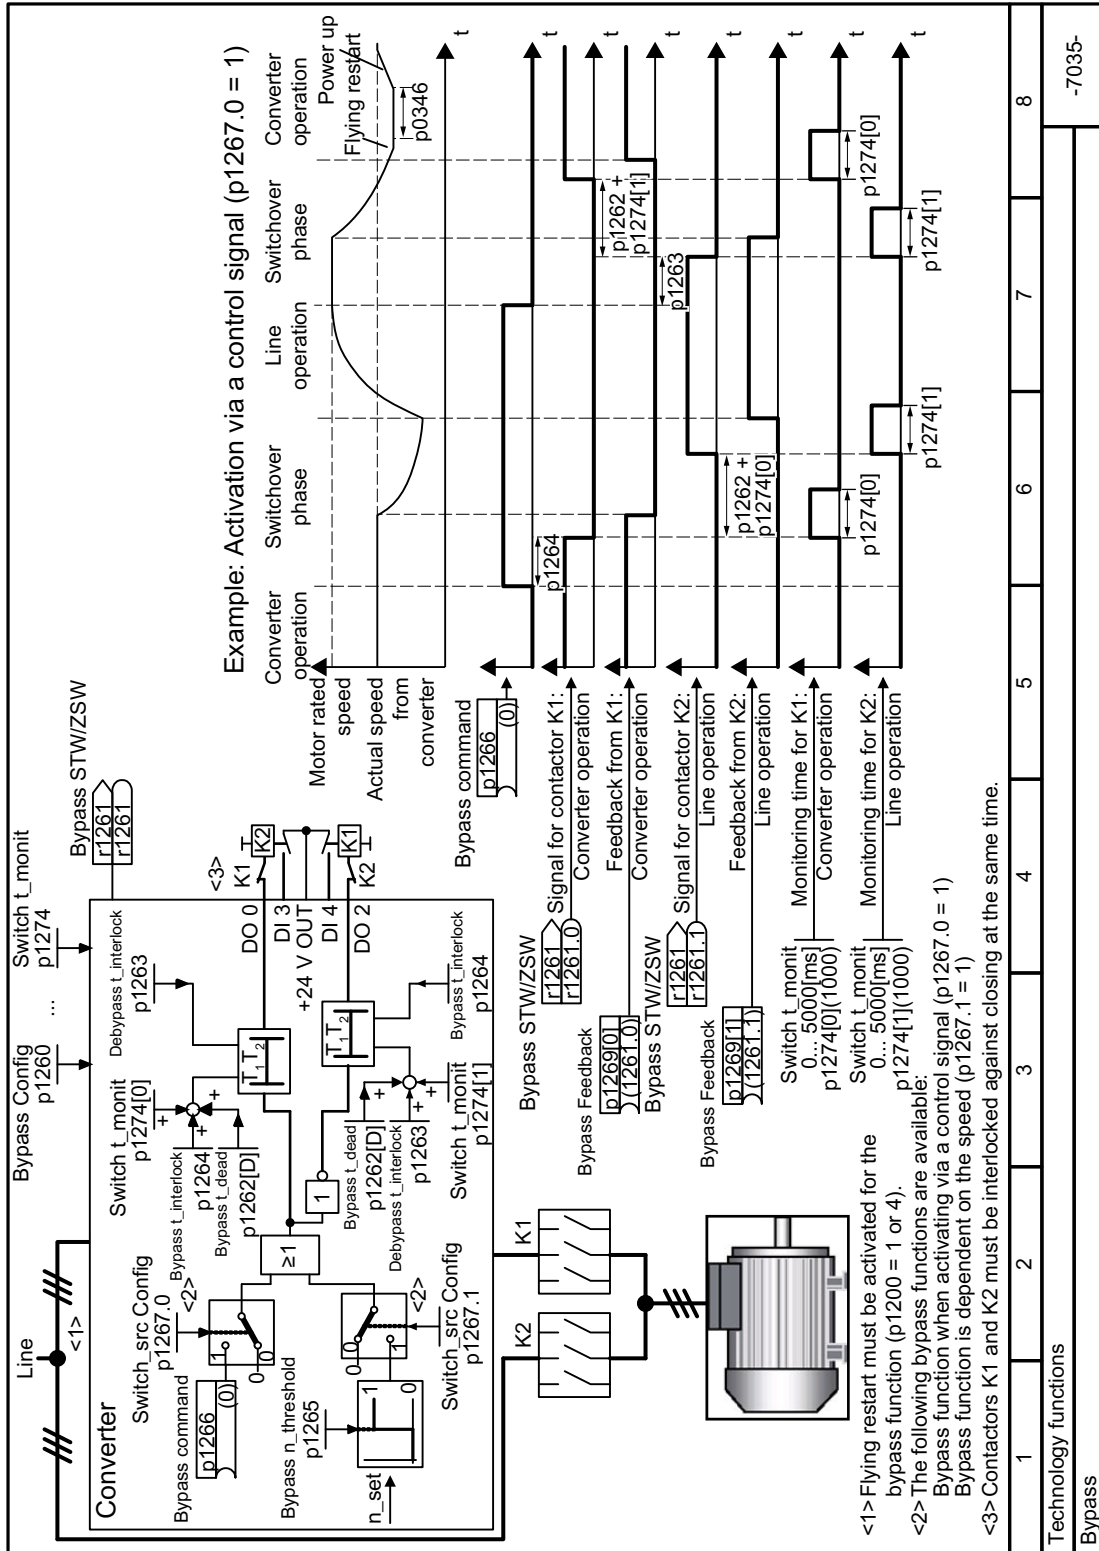 Line
<1>
Bypass Config
p1260
...
Switch t_monit
p1274
Bypass STW/ZSW
r1261
r1261
Converter
Switch_src Config
p1267.0
<2>
Bypass command
p1266
(0)
1
0
0
Bypass n_threshold
p1265
n_set
1
0
0
0
1
<2>
Switch_src Config
p1267.1
≥1
1
Switch t_monit
p1274[0]
+
Bypass t_interlock
p1264
+
Bypass t_dead
p1262[D]
+
Debypass t_interlock
p1263
T1 T2
Bypass t_dead
p1262[D]
+
Debypass t_interlock
p1263
+
Switch t_monit
p1274[1]
+
T1 T2
Bypass t_interlock
p1264
DO 0
DI 3
+24 V OUT
DI 4
DO 2
<3>
K1
K2
K1
K2
K2
K1
Example: Activation via a control signal (p1267.0 = 1)
Converter operation
Switchover phase
Line operation
Switchover phase
Converter operation
Motor rated speed
Actual speed from converter
Flying restart
Power up
p0346
t
Bypass command
p1266
(0)
p1264
p1263
t
Bypass STW/ZSW
r1261
r1261.0
Signal for contactor K1:
Converter operation
p1262 +
p1274[1]
t
Bypass Feedback
p1269[0]
(1261.0)
Feedback from K1:
Converter operation
t
Bypass STW/ZSW
r1261
r1261.1
Signal for contactor K2:
Line operation
p1262 +
p1274[0]
t
Bypass Feedback
p1269[1]
(1261.1)
Feedback from K2:
Line operation
t
Switch t_monit
0... 5000[ms]
p1274[0](1000)
Monitoring time for K1:
Converter operation
p1274[0]
p1274[0]
t
Switch t_monit
0... 5000[ms]
p1274[1](1000)
Monitoring time for K2:
Line operation
p1274[1]
p1274[1]
t
<1> Flying restart must be activated for the
bypass function (p1200 = 1 or 4).
<2> The following bypass functions are available:
Bypass function when activating via a control signal (p1267.0 = 1)
Bypass function is dependent on the speed (p1267.1 = 1)
<3> Contactors K1 and K2 must be interlocked against closing at the same time.
1 2 3 4 5 6 7 8
Technology functions
Bypass
-7035-